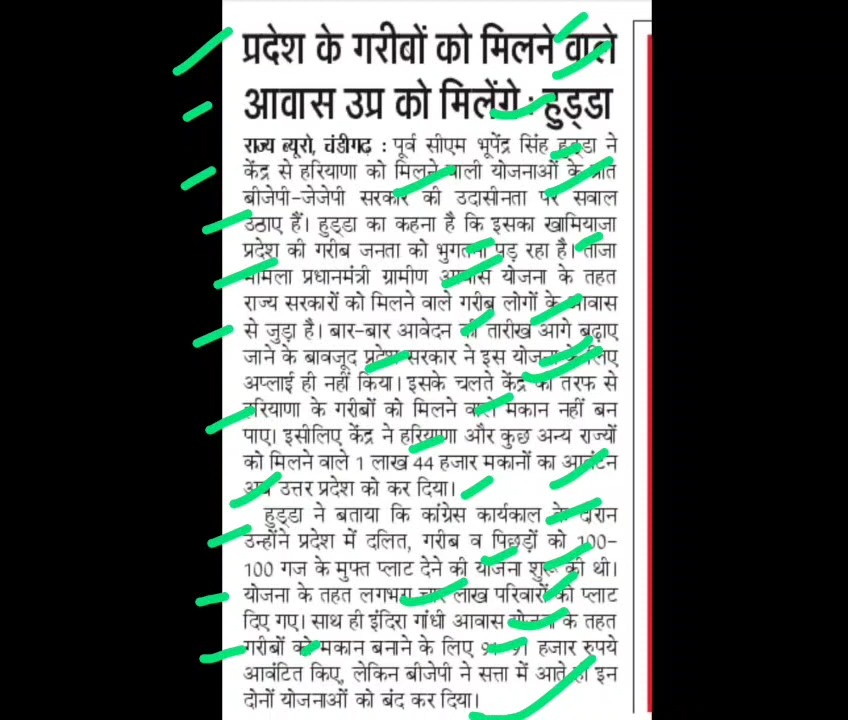 प्रदेश के गरीबों को मिलने वाले
आवास उप्र को मिलेंगे : हुड्डा
राज्य ब्यूरो, चंडीगढ़ : पूर्व सीएम भूपेंद्र सिंह हुड्डा ने
केंद्र से हरियाणा को मिलने वाली योजनाओं के प्रति
बीजेपी-जेजेपी सरकार की उदासीनता पर सवाल
उठाए हैं। हुड्डा का कहना है कि इसका खामियाजा
प्रदेश की गरीब जनता को भुगतना पड़ रहा है। ताजा
मामला प्रधानमंत्री ग्रामीण आवास योजना के तहत
राज्य सरकारों को मिलने वाले गरीब लोगों के आवास
से जुड़ा है। बार-बार आवेदन की तारीख आगे बढ़ाए
जाने के बावजूद प्रदेश सरकार ने इस योजना के लिए
अप्लाई ही नहीं किया। इसके चलते केंद्र की तरफ से
हरियाणा के गरीबों को मिलने वाले मकान नहीं बन
पाए। इसीलिए केंद्र ने हरियाणा और कुछ अन्य राज्यों
को मिलने वाले 1 लाख 44 हजार मकानों का आवंटन
अब उत्तर प्रदेश को कर दिया।
हुड्डा ने बताया कि कांग्रेस कार्यकाल के दौरान
उन्होंने प्रदेश में दलित, गरीब व पिछड़ों को 100-
100 गज के मुफ्त प्लाट देने की योजना शुरू की थी।
योजना के तहत लगभग चार लाख परिवारों को प्लाट
दिए गए। साथ ही इंदिरा गांधी आवास योजना के तहत
गरीबों को मकान बनाने के लिए हजार रुपये
आवंटित किए, लेकिन बीजेपी ने सत्ता में आते ही इन
दोनों योजनाओं को बंद कर दिया।